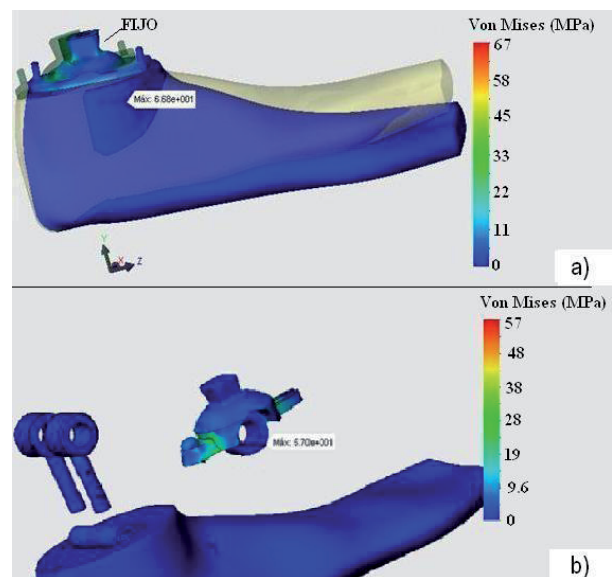 FIJO
Von Mises (MPa)
67
58
45
33
22
11
0
Máx: 6.68e+001
Y
X
Z
a)
Von Mises (MPa)
57
48
38
29
19
9.6
0
Máx: 5.70e+001
b)